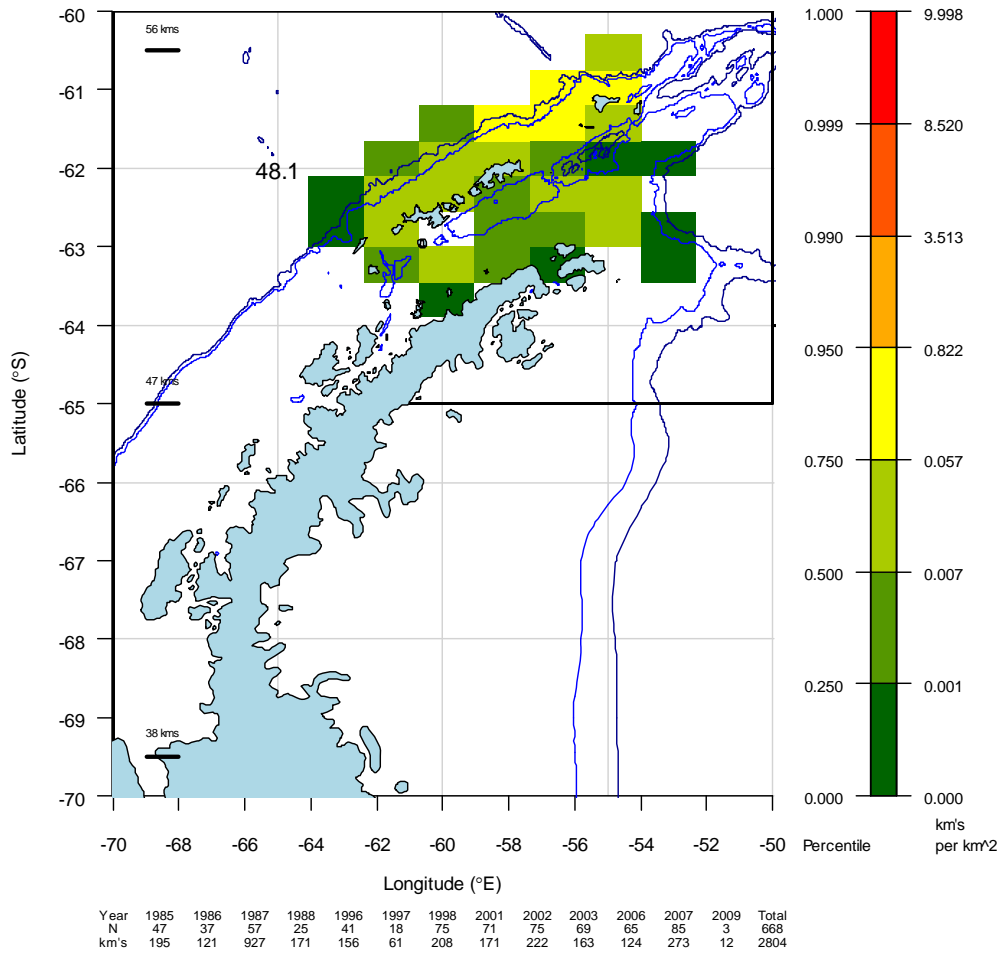 -60
-61
-62
-63
-64
-65
-66
-67
-68
-69
-70
Latitude (°S)
56 kms
48.1
47 kms
38 kms
-70 -68 -66 -64 -62 -60 -58 -56 -54 -52 -50
Longitude (°E)
1.000 9.998
0.999 8.520
0.990 3.513
0.950 0.822
0.750 0.057
0.500 0.007
0.250 0.001
0.000 0.000
Percentile
km's
per km^2
Year 1985 1986 1987 1988 1996 1997 1998 2001 2002 2003 2006 2007 2009 Total
N 47 37 57 25 41 18 75 71 75 69 65 85 3 668
km's 195 121 927 171 156 61 208 171 222 163 124 273 12 2804